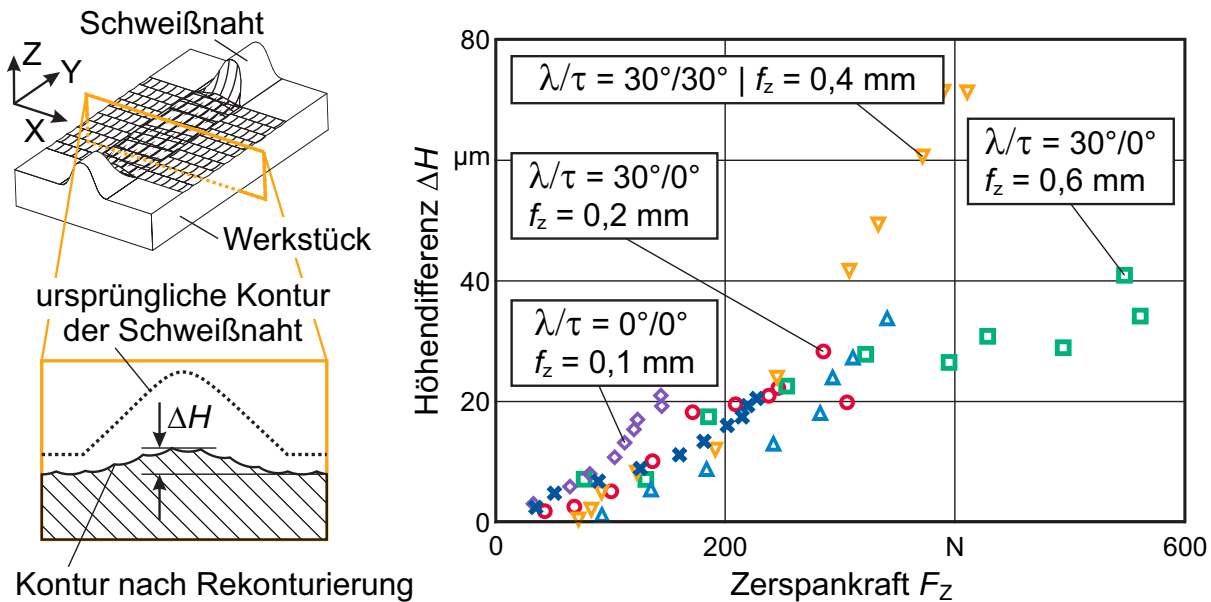 Schweißnaht
Z
Y
X
Werkstück
ursprüngliche Kontur
der Schweißnaht
ΔH
Kontur nach Rekonturierung
Höhendifferenz ΔH
80
µm
40
20
0
λ/τ = 30°/30° | fz = 0,4 mm
λ/τ = 30°/0°
fz = 0,2 mm
λ/τ = 30°/0°
fz = 0,6 mm
λ/τ = 0°/0°
fz = 0,1 mm
0
200
N
600
Zerspankraft FZ